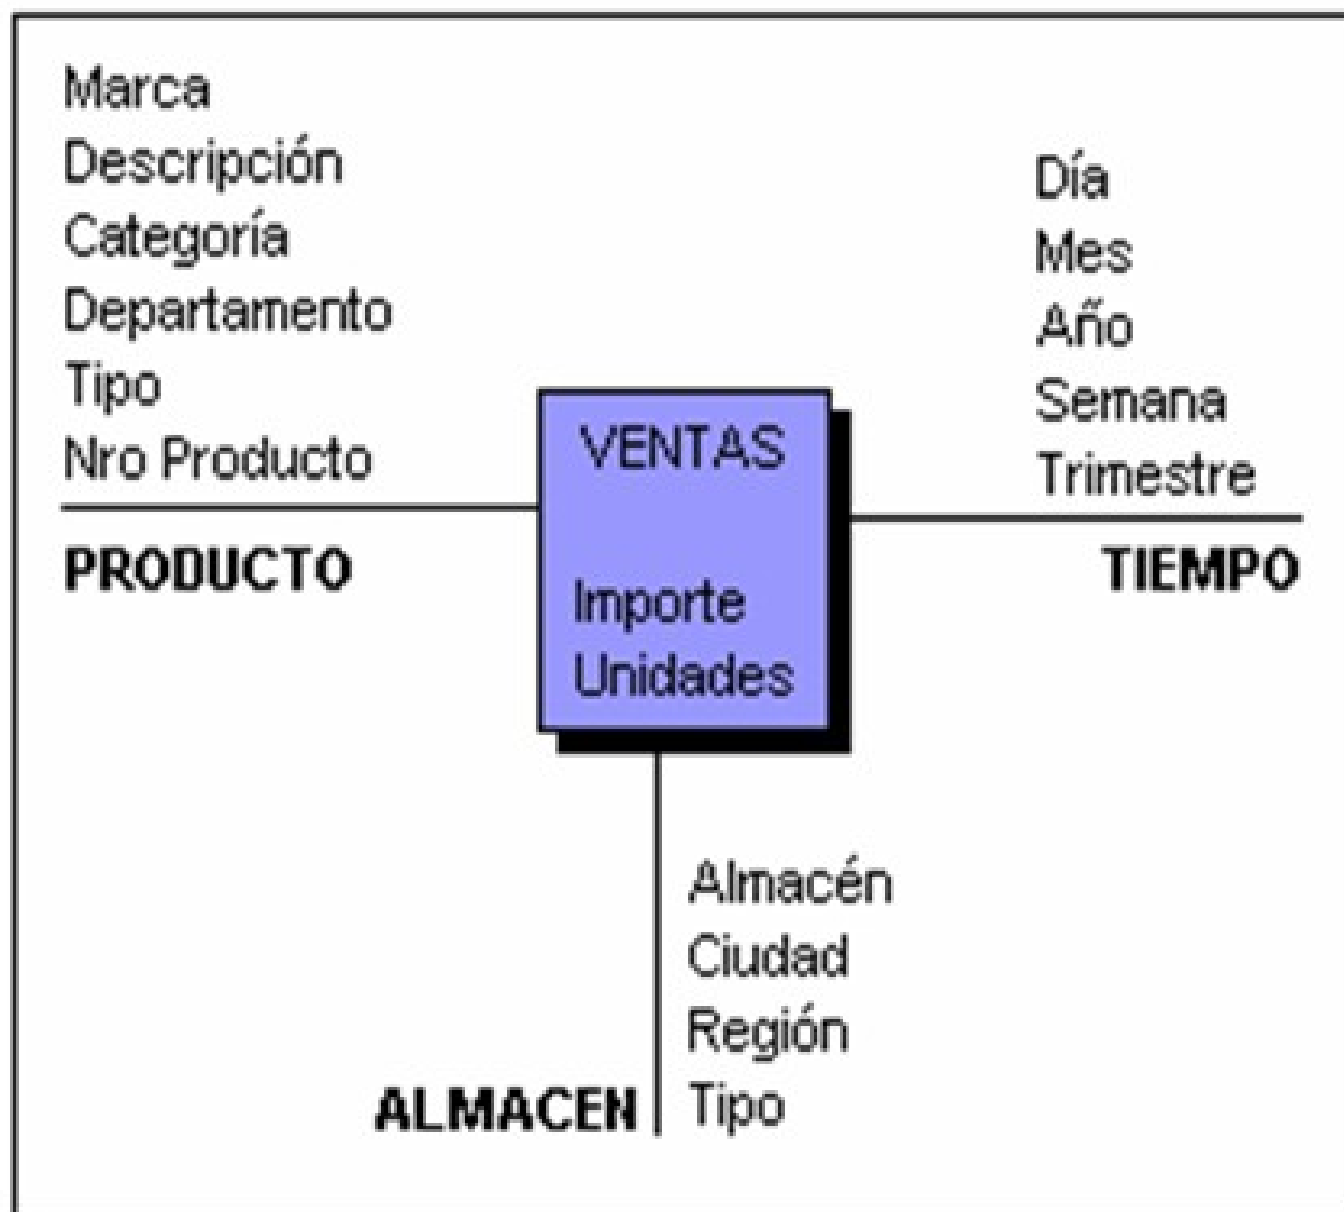 Marca
Descripción
Categoría
Departamento
Tipo
Nro Producto
PRODUCTO
Día
Mes
Año
Semana
Trimestre
TIEMPO
VENTAS
Importe
Unidades
Almacén
Ciudad
Región
Tipo
ALMACEN